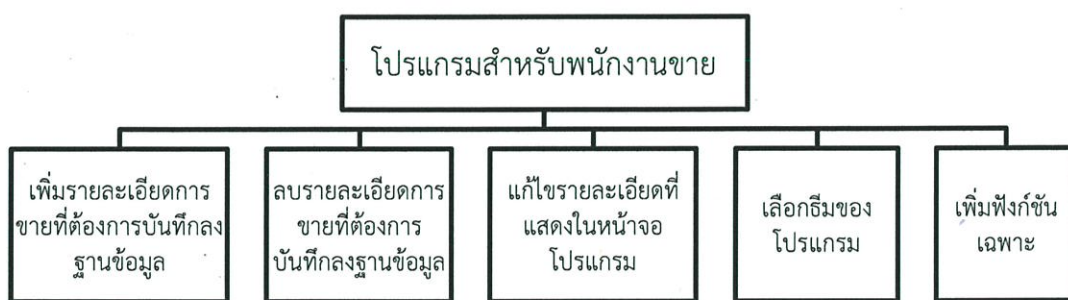 โปรแกรมสำหรับพนักงานขาย
เพิ่มรายละเอียดการ
ขายที่ต้องการบันทึกลง
ฐานข้อมูล
ลบรายละเอียดการ
ขายที่ต้องการ
บันทึกลงฐานข้อมูล
แก้ไขรายละเอียดที่
แสดงในหน้าจอ
โปรแกรม
เลือกธีมของ
โปรแกรม
เพิ่มฟังก์ชัน
เฉพาะ